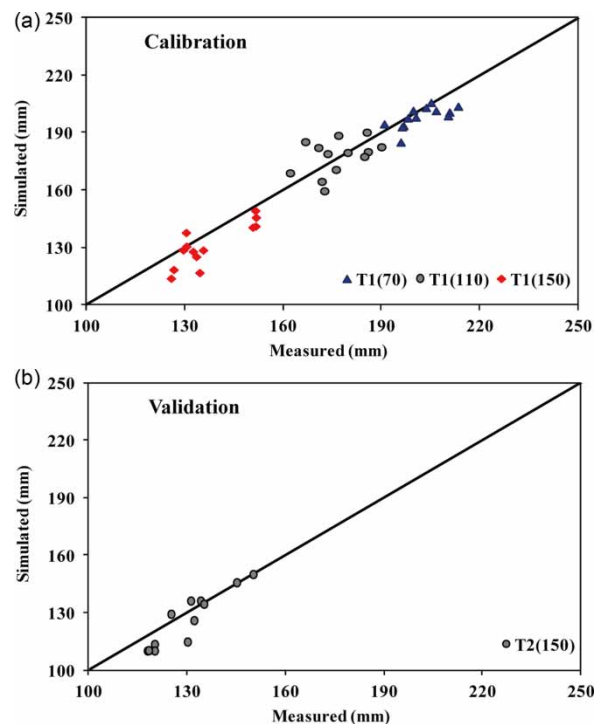 (a)
Calibration
Simulated (mm)
250
220
190
160
130
100
T1(70) T1(110) T1(150)
100 130 160 190 220 250
Measured (mm)
(b)
Validation
Simulated (mm)
250
220
190
160
130
100
T2(150)
100 130 160 190 220 250
Measured (mm)